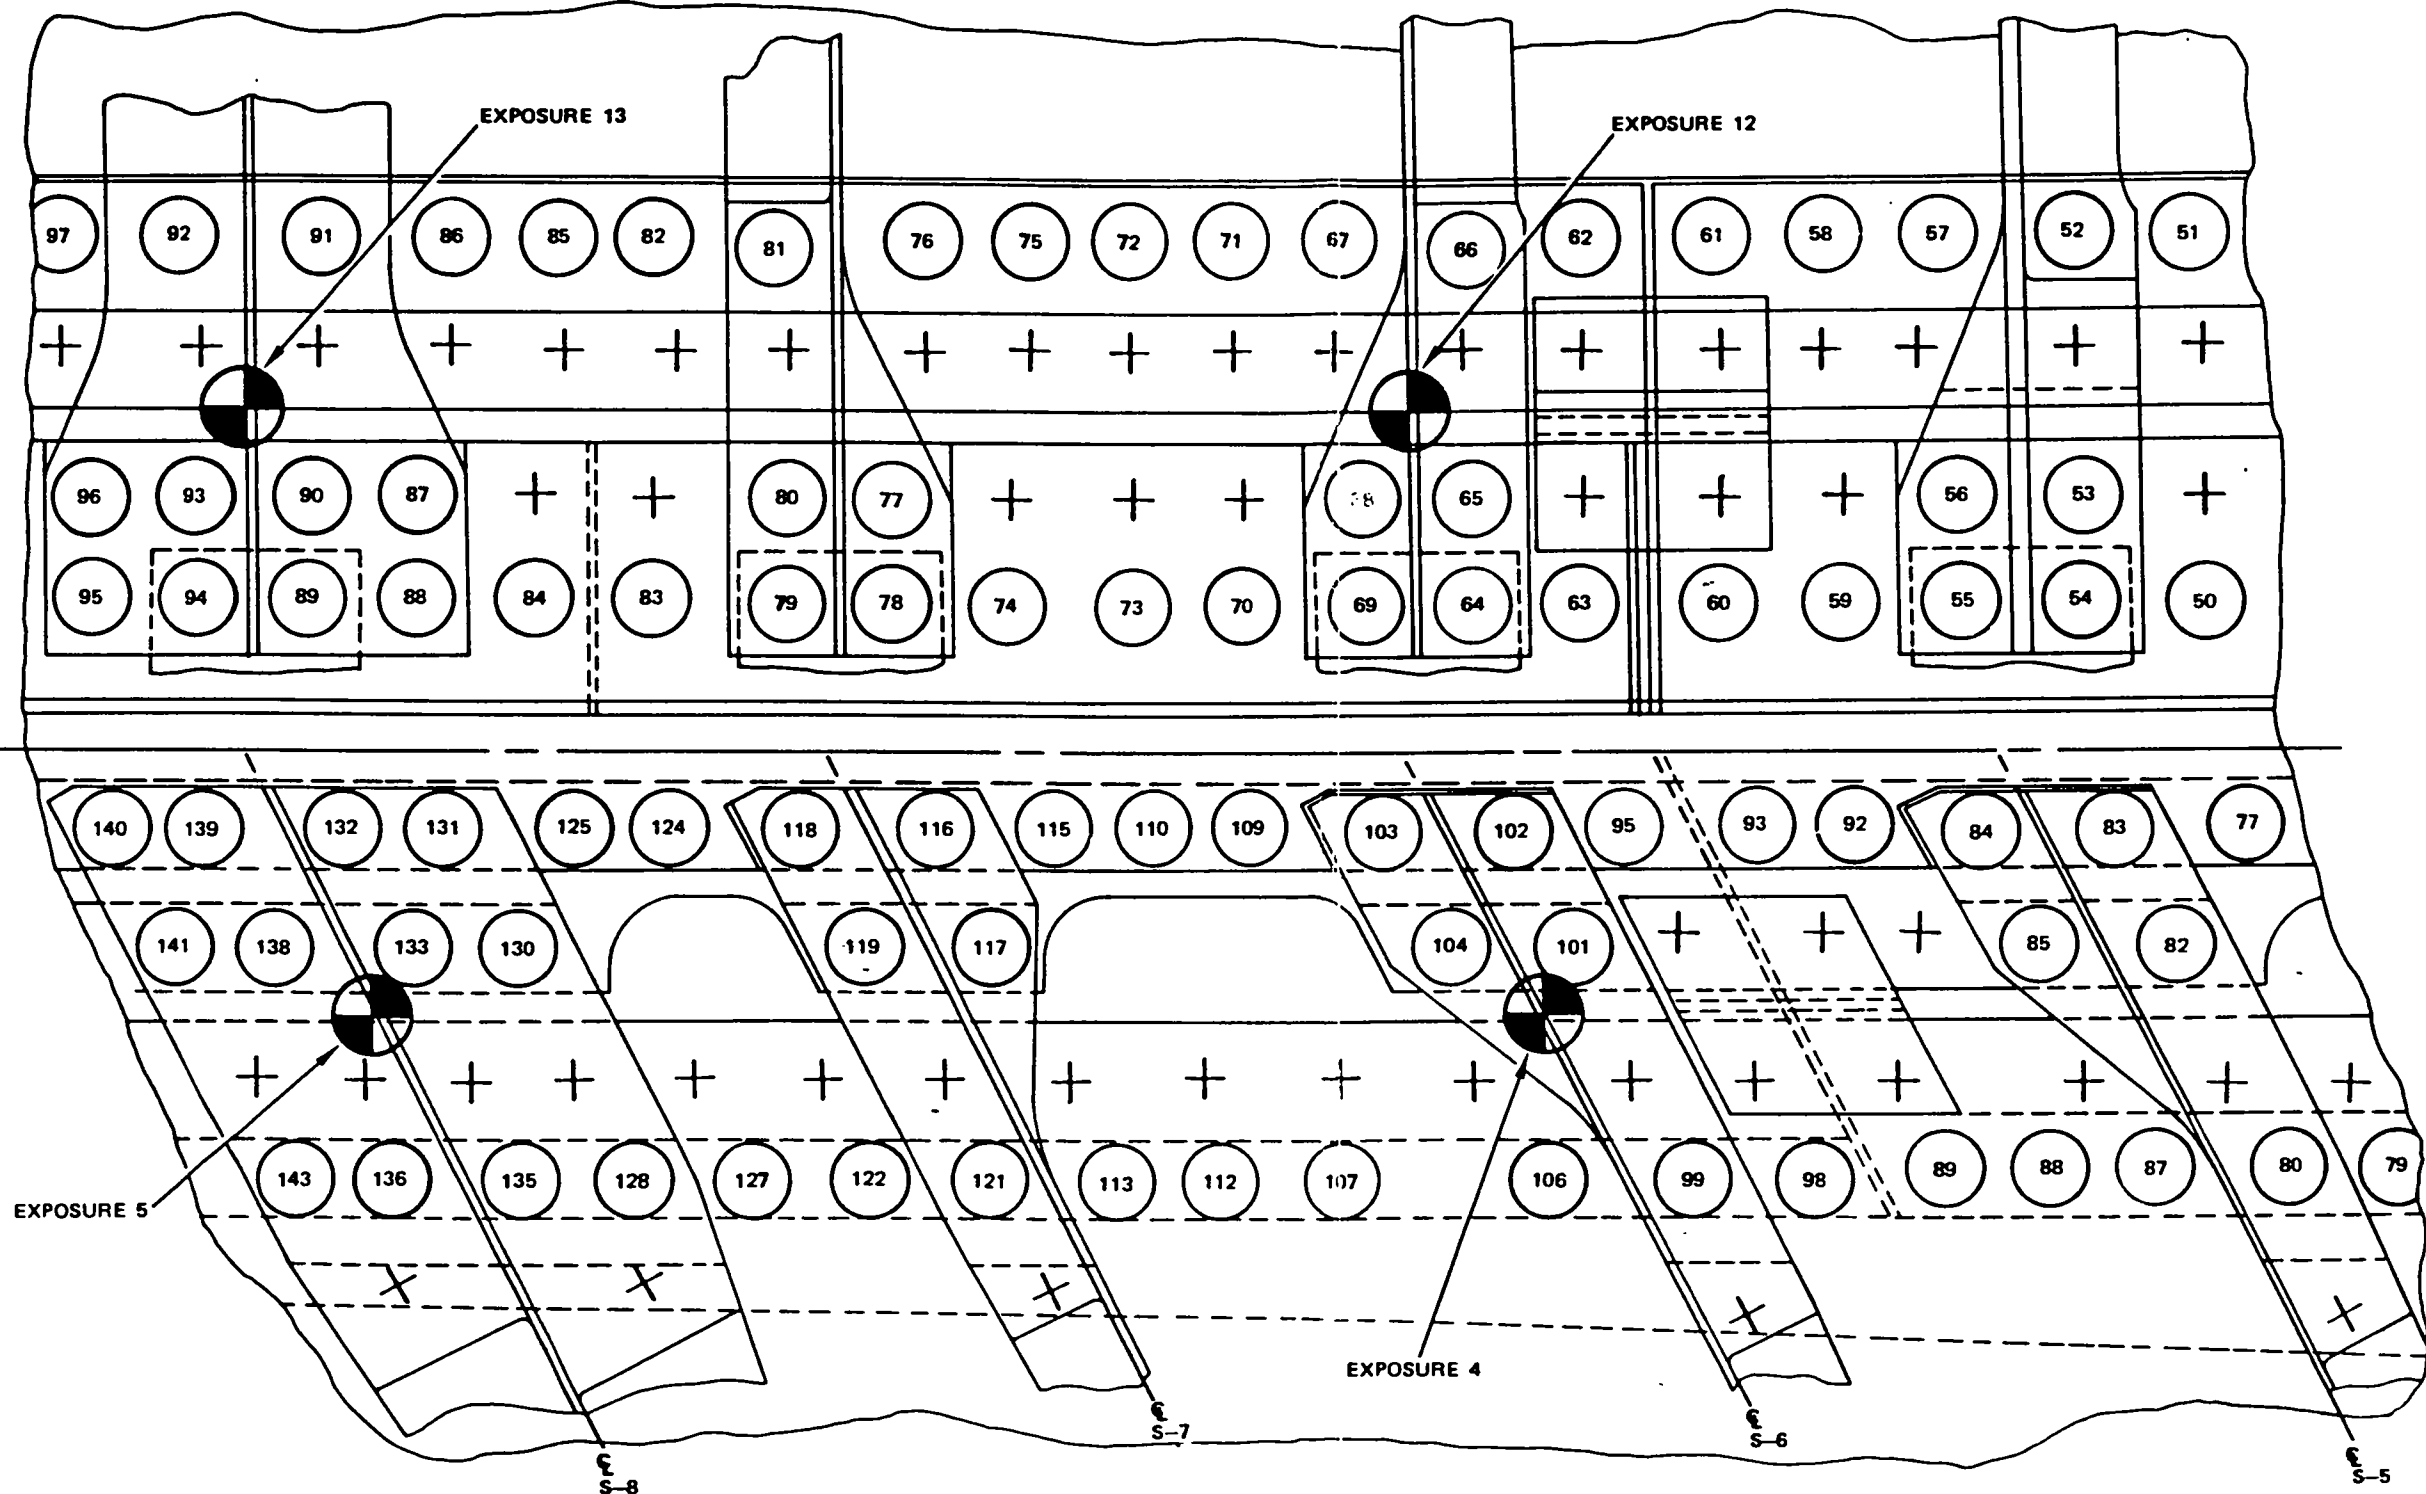 EXPOSURE 13
EXPOSURE 12
97 92 91 86 85 82 81 76 75 72 71 67 66 62 61 58 57 52 51
96 93 90 87 80 77 65 56 53
95 94 89 88 84 83 79 78 74 73 70 69 64 63 60 59 55 54 50
140 139 132 131 125 124 118 116 115 110 109 103 102 95 93 92 84 83 77
141 138 133 130 119 117 104 101 85 82
143 136 135 128 127 122 121 113 112 107 106 99 98 89 88 87 80 79
EXPOSURE 5
EXPOSURE 4
℄ S-8
℄ S-7
℄ S-6
℄ S-5